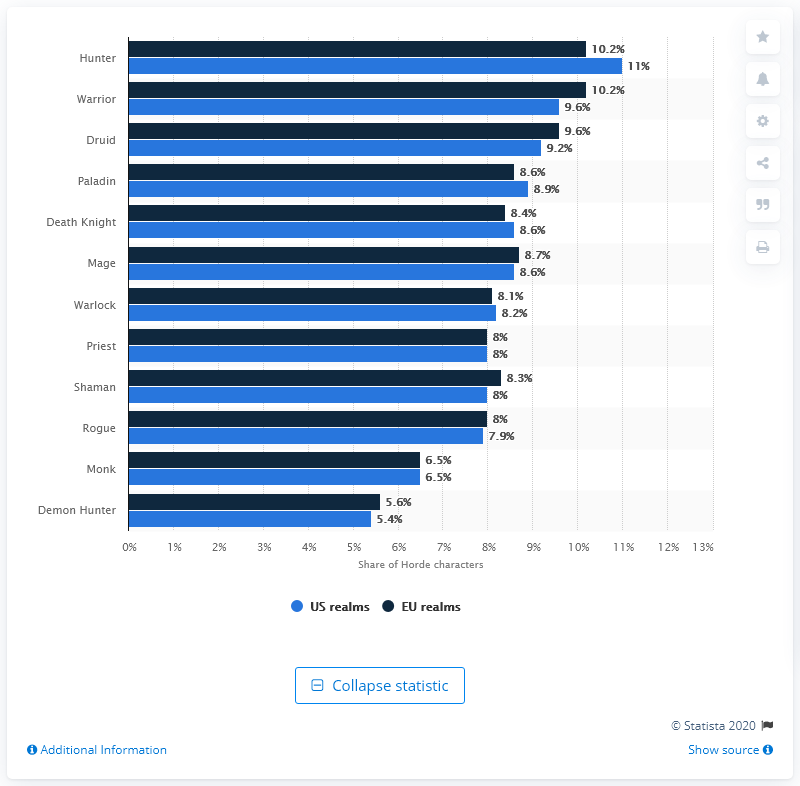 Hunter
10.2%
11%
Warrior
10.2%
9.6%
Druid
9.6%
9.2%
Paladin
8.6%
8.9%
Death Knight
8.4%
8.6%
Mage
8.7%
8.6%
Warlock
8.1%
8.2%
Priest
8%
8%
Shaman
8.3%
8%
Rogue
8%
7.9%
Monk
6.5%
6.5%
Demon Hunter
5.6%
5.4%
0% 1% 2% 3% 4% 5% 6% 7% 8% 9% 10% 11% 12% 13%
Share of Horde characters
US realms EU realms
Collapse statistic
© Statista 2020
Additional Information Show source